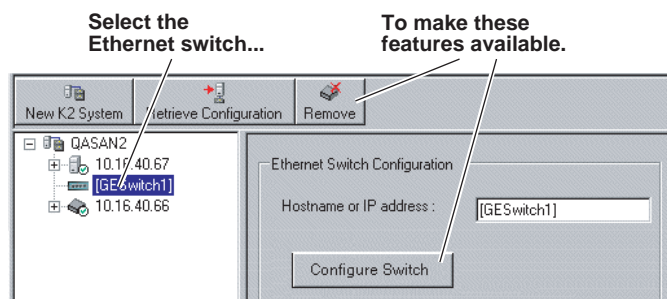 Select the
Ethernet switch...
To make these
features available.
New K2 System
Retrieve Configuration
Remove
QASAN2
10.16.40.67
[GESwitch1]
10.16.40.66
Ethernet Switch Configuration
Hostname or IP address :
[GESwitch1]
Configure Switch